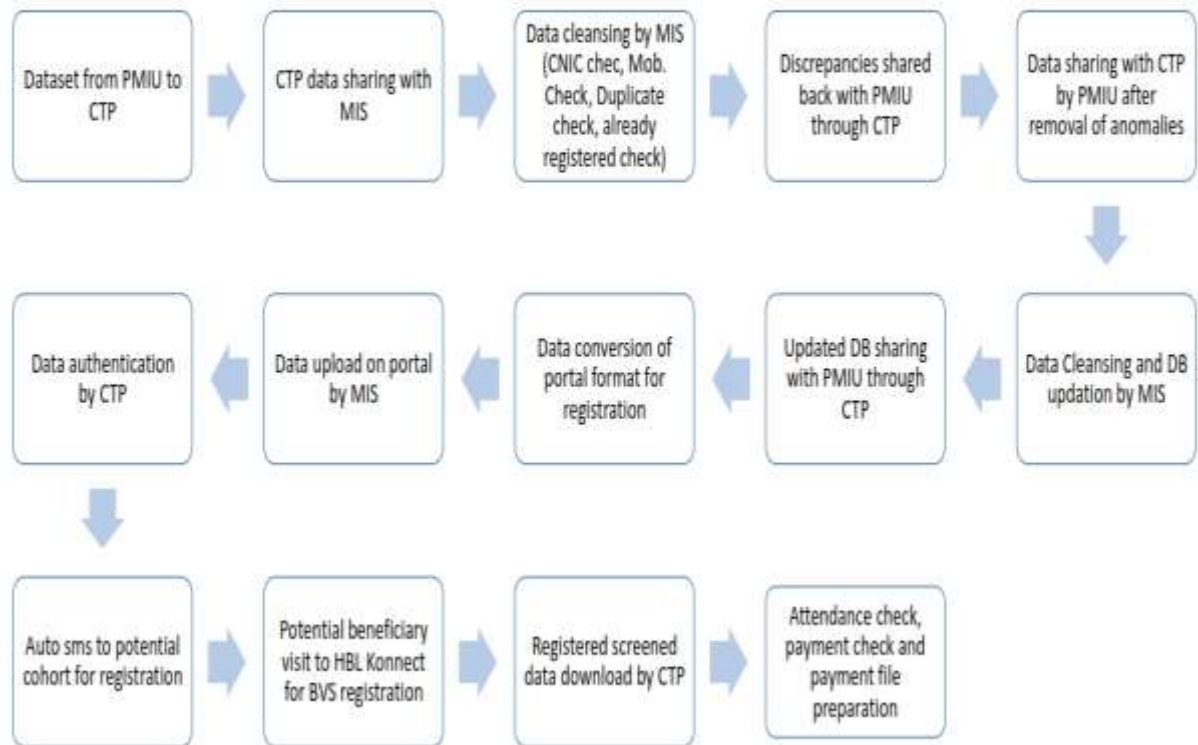 Dataset from PMIU to
CTP
CTP data sharing with
MIS
Data cleansing by MIS
(CNIC chec, Mob.
Check, Duplicate
check, already
registered check)
Discrepancies shared
back with PMIU
through CTP
Data sharing with CTP
by PMIU after
removal of anomalies
Data Cleansing and DB
updation by MIS
Updated DB sharing
with PMIU through
CTP
Data conversion of
portal format for
registration
Data upload on portal
by MIS
Data authentication
by CTP
Auto sms to potential
cohort for registration
Potential beneficiary
visit to HBL Konnect
for BVS registration
Registered screened
data download by CTP
Attendance check,
payment check and
payment file
preparation